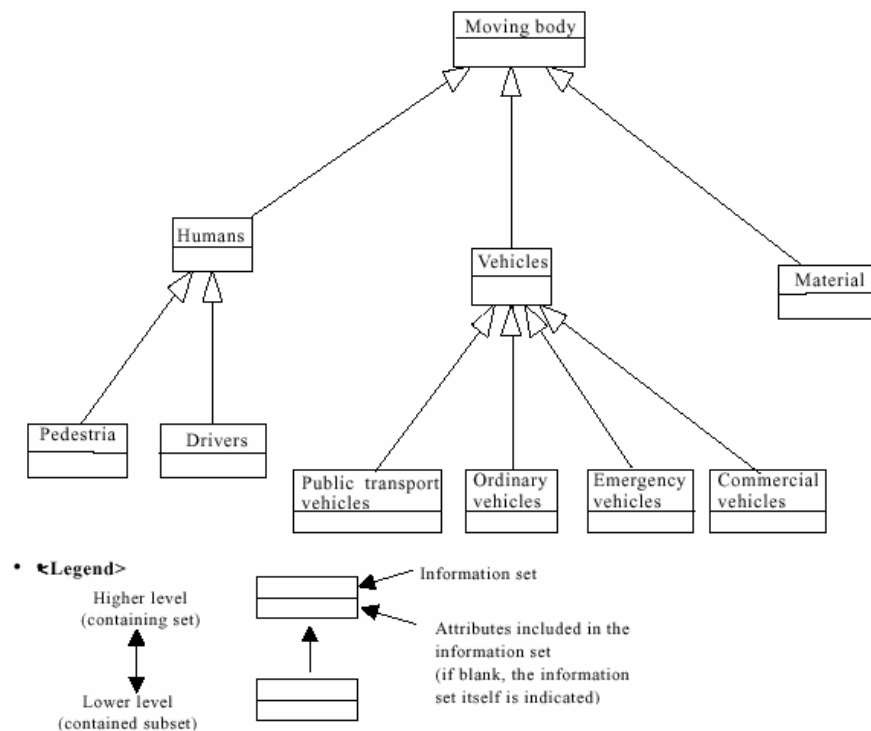 Moving body
Humans
Vehicles
Material
Pedestria
Drivers
Public transport
vehicles
Ordinary
vehicles
Emergency
vehicles
Commercial
vehicles
• <Legend>
Higher level
(containing set)
Lower level
(contained subset)
Information set
Attributes included in the
information set
(if blank, the information
set itself is indicated)